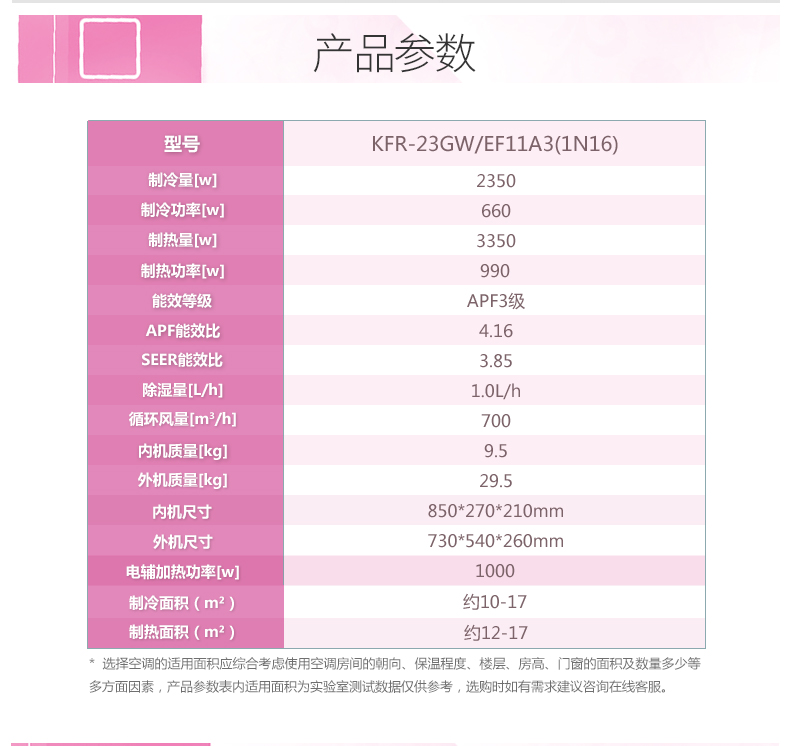 产品参数
型号 KFR-23GW/EF11A3(1N16)
制冷量[w] 2350
制冷功率[w] 660
制热量[w] 3350
制热功率[w] 990
能效等级 APF3级
APF能效比 4.16
SEER能效比 3.85
除湿量[L/h] 1.0L/h
循环风量[m³/h] 700
内机质量[kg] 9.5
外机质量[kg] 29.5
内机尺寸 850*270*210mm
外机尺寸 730*540*260mm
电辅加热功率[w] 1000
制冷面积（m²） 约10-17
制热面积（m²） 约12-17
* 选择空调的适用面积应综合考虑使用空调房间的朝向、保温程度、楼层、房高、门窗的面积及数量多少等
多方面因素，产品参数表内适用面积为实验室测试数据仅供参考，选购时如有需求建议咨询在线客服。